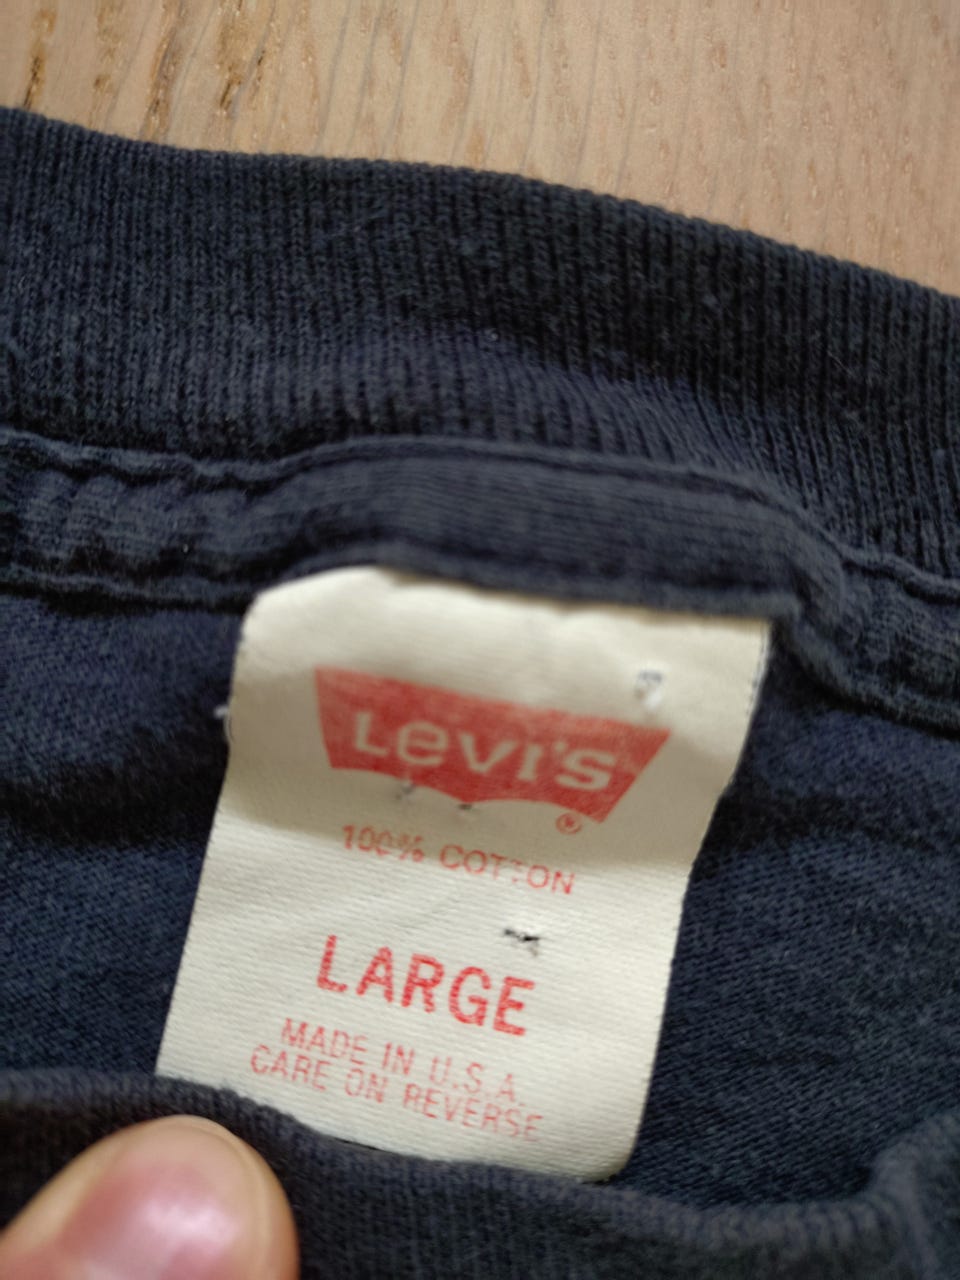 Levi's
®
100% COTTON
LARGE
MADE IN U.S.A.
CARE ON REVERSE